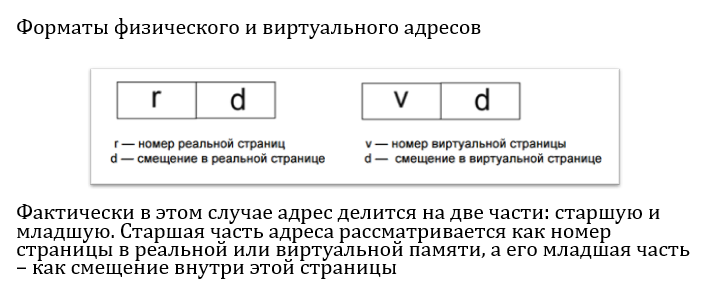 Форматы физического и виртуального адресов
r d
v d
r — номер реальной страниц
d — смещение в реальной странице
v — номер виртуальной страницы
d — смещение в виртуальной странице
Фактически в этом случае адрес делится на две части: старшую и
младшую. Старшая часть адреса рассматривается как номер
страницы в реальной или виртуальной памяти, а его младшая часть
– как смещение внутри этой страницы